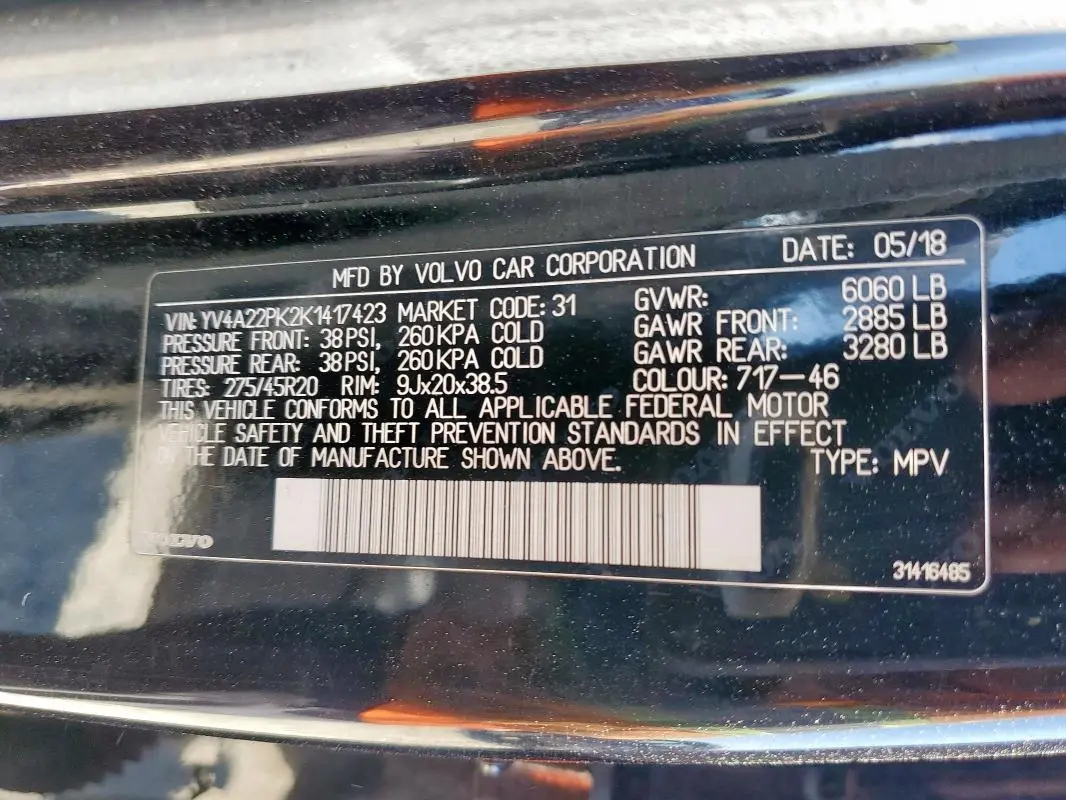 MFD BY VOLVO CAR CORPORATION DATE: 05/18
VIN: YV4A22PK2K1417423 MARKET CODE: 31 GVWR: 6060 LB
PRESSURE FRONT: 38 PSI, 260 KPA COLD GAWR FRONT: 2885 LB
PRESSURE REAR: 38 PSI, 260 KPA COLD GAWR REAR: 3280 LB
TIRES: 275/45R20 RIM: 9Jx20x38.5 COLOUR: 717-46
THIS VEHICLE CONFORMS TO ALL APPLICABLE FEDERAL MOTOR
VEHICLE SAFETY AND THEFT PREVENTION STANDARDS IN EFFECT
ON THE DATE OF MANUFACTURE SHOWN ABOVE. TYPE: MPV
VOLVO
31416485